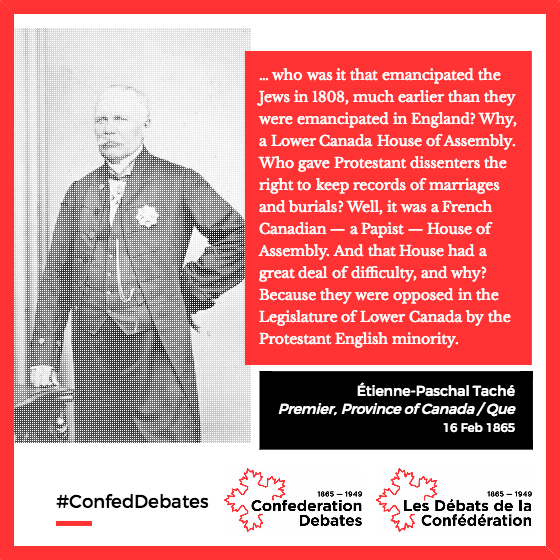 ... who was it that emancipated the
Jews in 1808, much earlier than they
were emancipated in England? Why,
a Lower Canada House of Assembly.
Who gave Protestant dissenters the
right to keep records of marriages
and burials? Well, it was a French
Canadian — a Papist — House of
Assembly. And that House had a
great deal of difficulty, and why?
Because they were opposed in the
Legislature of Lower Canada by the
Protestant English minority.
Étienne-Paschal Taché
Premier, Province of Canada / Que
16 Feb 1865
#ConfedDebates
1865 — 1949
Confederation
Debates
1865 — 1949
Les Débats de la
Confédération